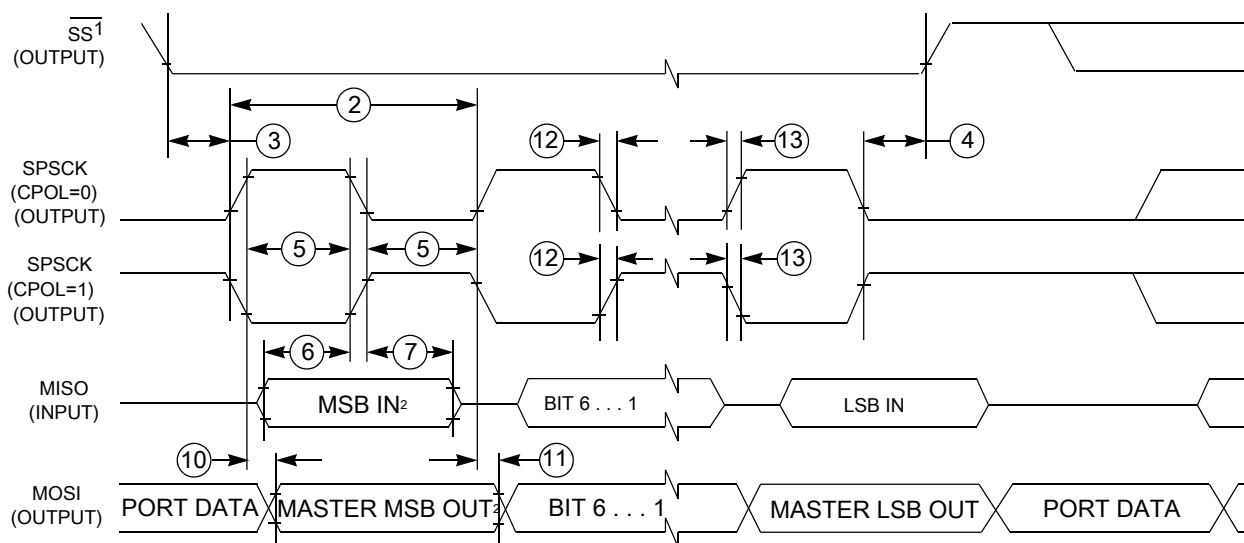 SS1
(OUTPUT)
2
3
12
13
4
SPSCK
(CPOL=0)
(OUTPUT)
5
5
SPSCK
(CPOL=1)
(OUTPUT)
12
13
6
7
MISO
(INPUT)
MSB IN2
BIT 6 . . . 1
LSB IN
10
11
MOSI
(OUTPUT)
PORT DATA
MASTER MSB OUT2
BIT 6 . . . 1
MASTER LSB OUT
PORT DATA